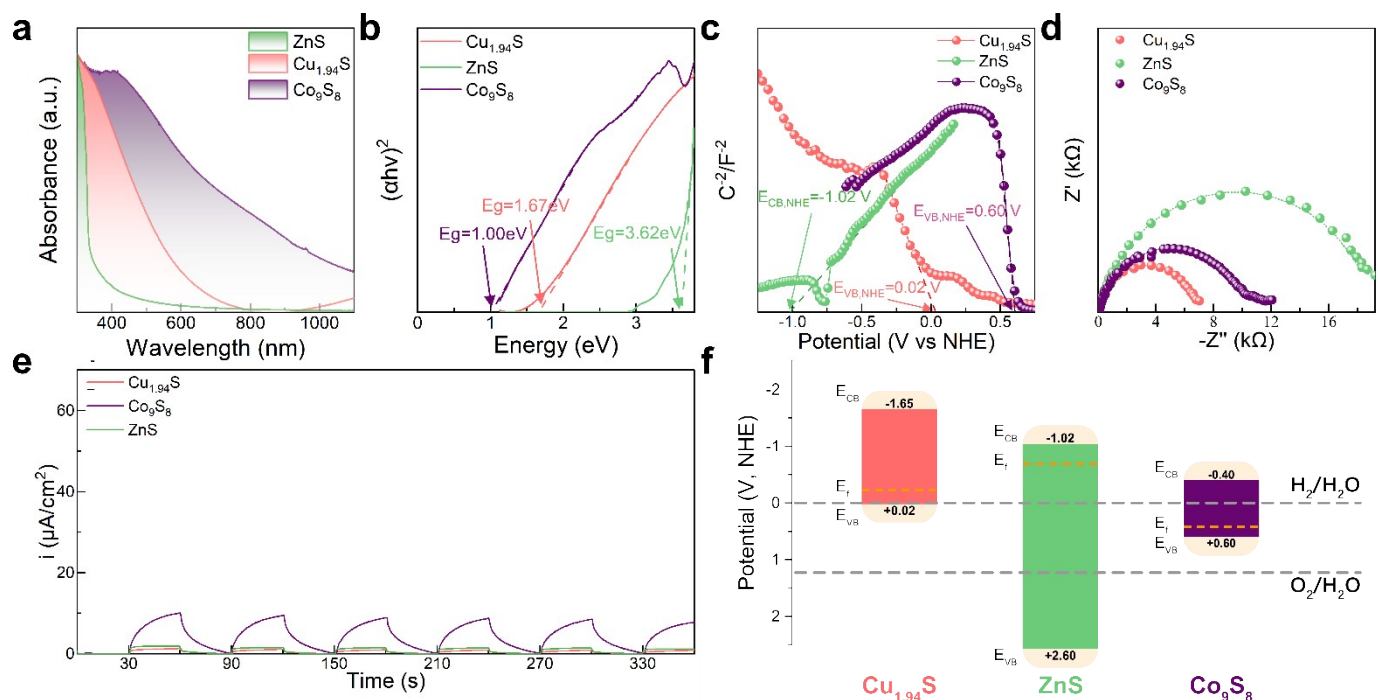 a
ZnS
Cu1.94S
Co9S8
Absorbance (a.u.)
400 600 800 1000
Wavelength (nm)
b
Cu1.94S
ZnS
Co9S8
(αhν)2
Eg=1.67eV
Eg=1.00eV
Eg=3.62eV
0 1 2 3
Energy (eV)
c
Cu1.94S
ZnS
Co9S8
C-2/F-2
ECB,NHE=-1.02 V
EVB,NHE=0.60 V
EVB,NHE=0.02 V
-1.0 -0.5 0.0 0.5
Potential (V vs NHE)
d
Cu1.94S
ZnS
Co9S8
Z' (kΩ)
0 4 8 12 16
-Z'' (kΩ)
e
Cu1.94S
Co9S8
ZnS
i (µA/cm2)
60
40
20
0
30 90 150 210 270 330
Time (s)
f
Potential (V, NHE)
-2
-1
0
1
2
ECB -1.65
Ef
EVB +0.02
Cu1.94S
ECB -1.02
Ef
EVB +2.60
ZnS
ECB -0.40
Ef
EVB +0.60
Co9S8
H2/H2O
O2/H2O